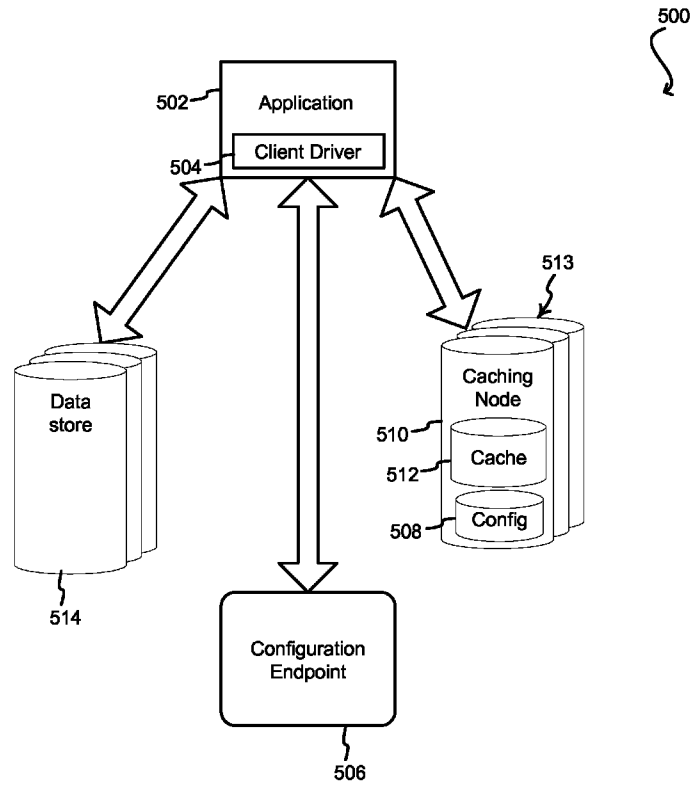 500
502
Application
504
Client Driver
513
Data
store
Caching
Node
510
Cache
512
Config
508
514
Configuration
Endpoint
506